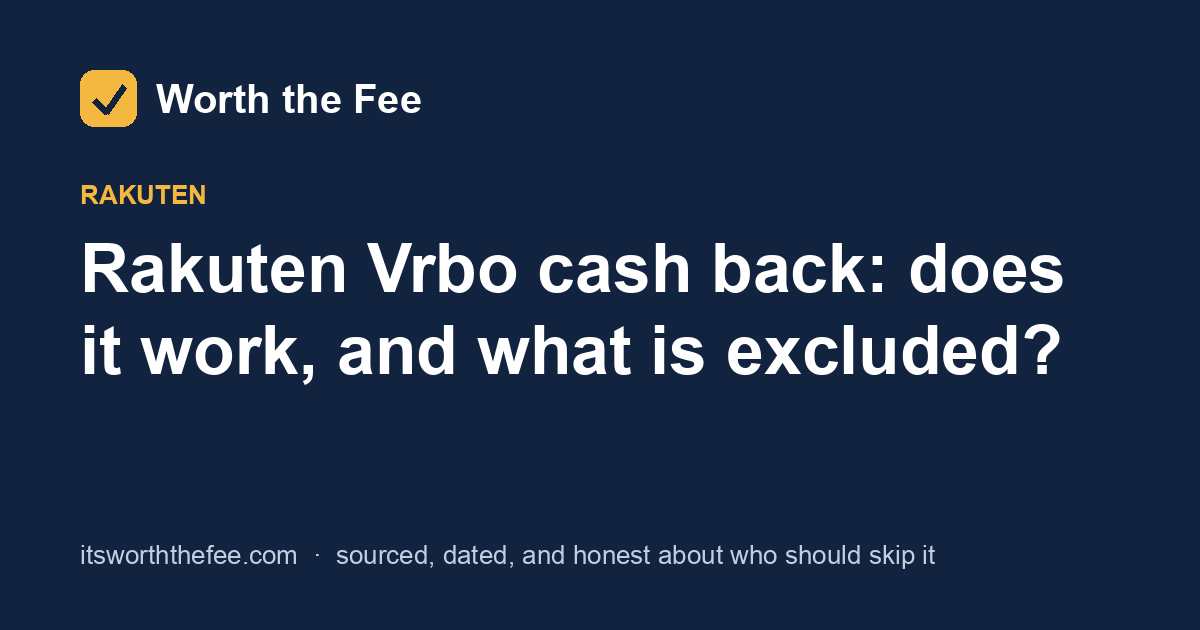 Worth the Fee
RAKUTEN
Rakuten Vrbo cash back: does
it work, and what is excluded?
itsworththefee.com · sourced, dated, and honest about who should skip it